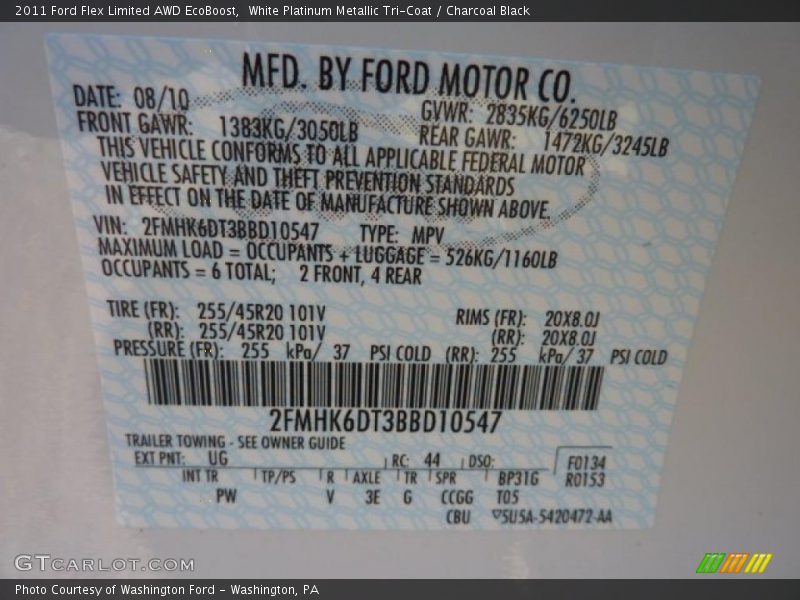 2011 Ford Flex Limited AWD EcoBoost, White Platinum Metallic Tri-Coat / Charcoal Black
MFD. BY FORD MOTOR CO.
DATE: 08/10 GVWR: 2835KG/6250LB
FRONT GAWR: 1383KG/3050LB REAR GAWR: 1472KG/3245LB
THIS VEHICLE CONFORMS TO ALL APPLICABLE FEDERAL MOTOR
VEHICLE SAFETY AND THEFT PREVENTION STANDARDS
IN EFFECT ON THE DATE OF MANUFACTURE SHOWN ABOVE.
VIN: 2FMHK6DT3BBD10547 TYPE: MPV
MAXIMUM LOAD = OCCUPANTS + LUGGAGE = 526KG/1160LB
OCCUPANTS = 6 TOTAL; 2 FRONT, 4 REAR
TIRE (FR): 255/45R20 101V RIMS (FR): 20X8.0J
(RR): 255/45R20 101V (RR): 20X8.0J
PRESSURE (FR): 255 kPa/ 37 PSI COLD (RR): 255 kPa/ 37 PSI COLD
2FMHK6DT3BBD10547
TRAILER TOWING - SEE OWNER GUIDE
EXT PNT: UG RC: 44 DSO: F0134
INT TR TP/PS R AXLE TR SPR BP31G R0153
PW V 3E G CCGG T05
CBU ▽5U5A-5420472-AA
GTCARCOLOR.COM
Photo Courtesy of Washington Ford - Washington, PA